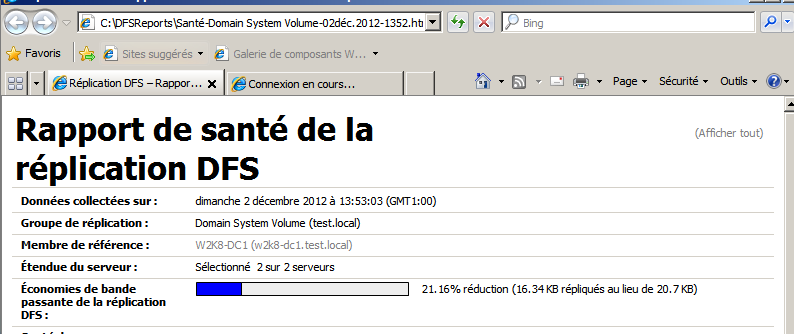 C:\DFSReports\Santé-Domain System Volume-02déc.2012-1352.htm
Bing
Favoris
Sites suggérés
Galerie de composants W...
Réplication DFS – Rappor...
Connexion en cours...
Page
Sécurité
Outils
Rapport de santé de la
réplication DFS
(Afficher tout)
Données collectées sur :
dimanche 2 décembre 2012 à 13:53:03 (GMT1:00)
Groupe de réplication :
Domain System Volume (test.local)
Membre de référence :
W2K8-DC1 (w2k8-dc1.test.local)
Étendue du serveur :
Sélectionné 2 sur 2 serveurs
Économies de bande
passante de la réplication
DFS :
21.16% réduction (16.34 KB répliqués au lieu de 20.7 KB)